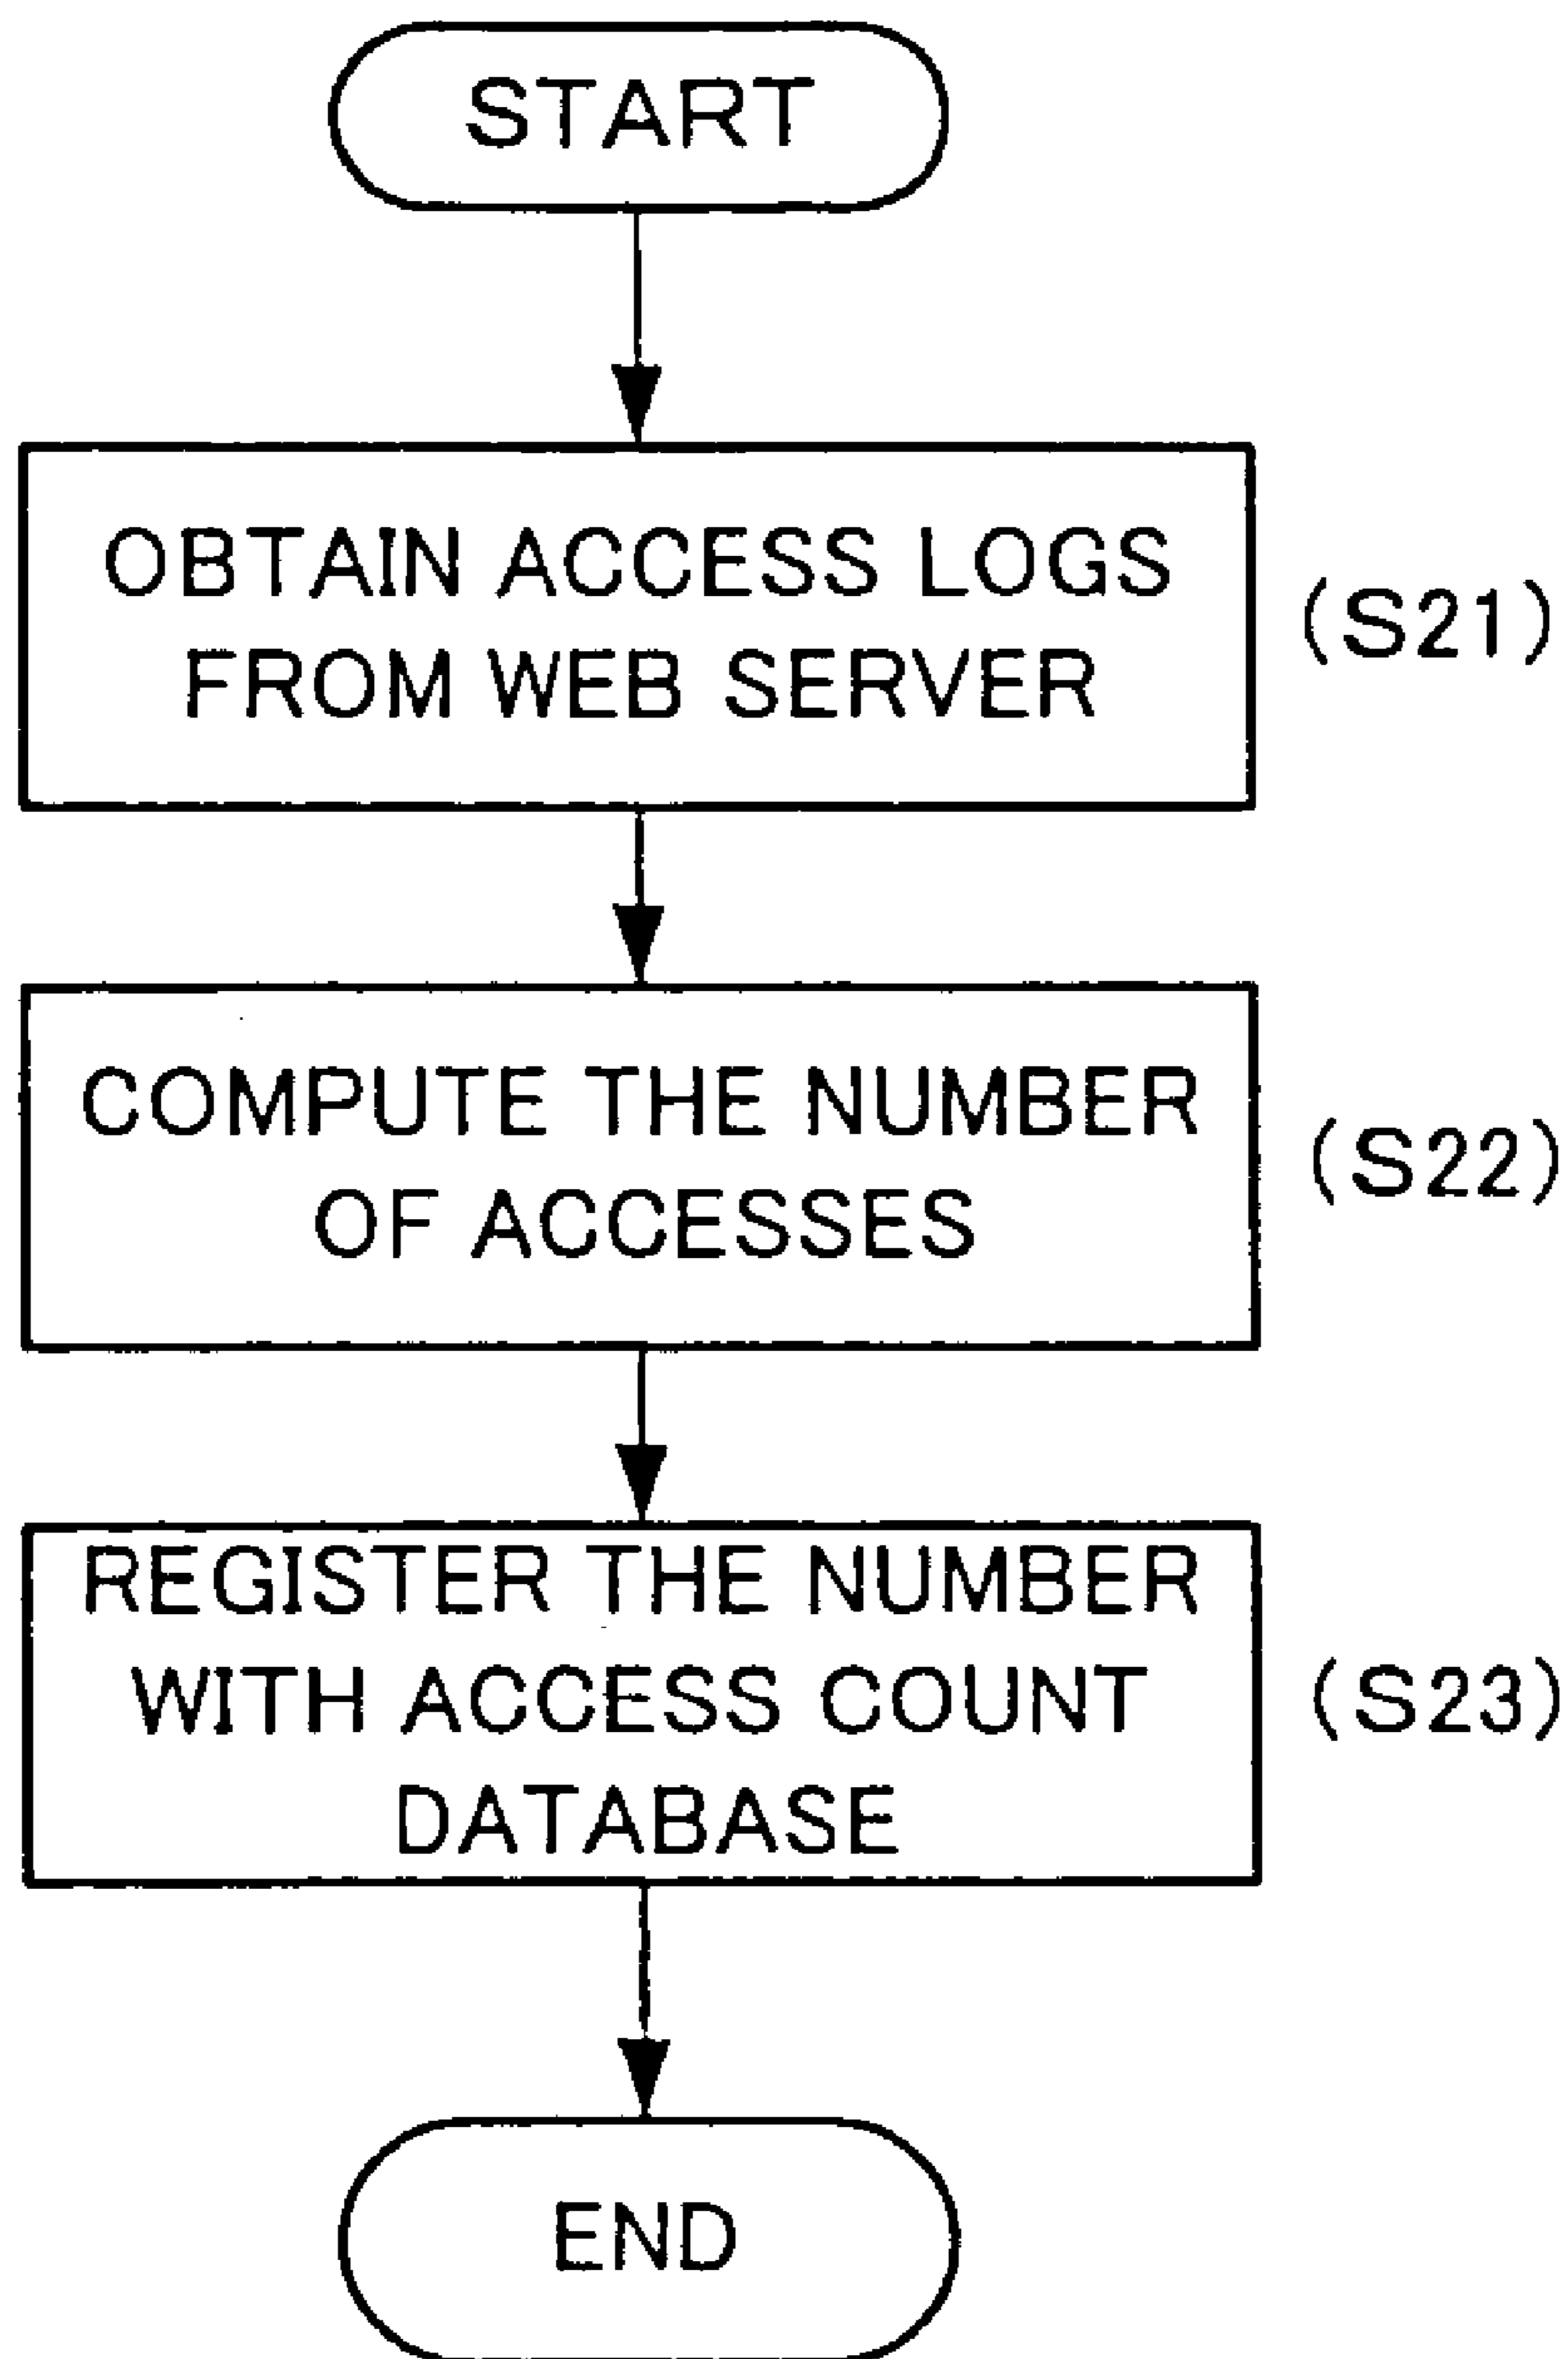 START
OBTAIN ACCESS LOGS
FROM WEB SERVER
(S21)
COMPUTE THE NUMBER
OF ACCESSES
(S22)
REGISTER THE NUMBER
WITH ACCESS COUNT
DATABASE
(S23)
END